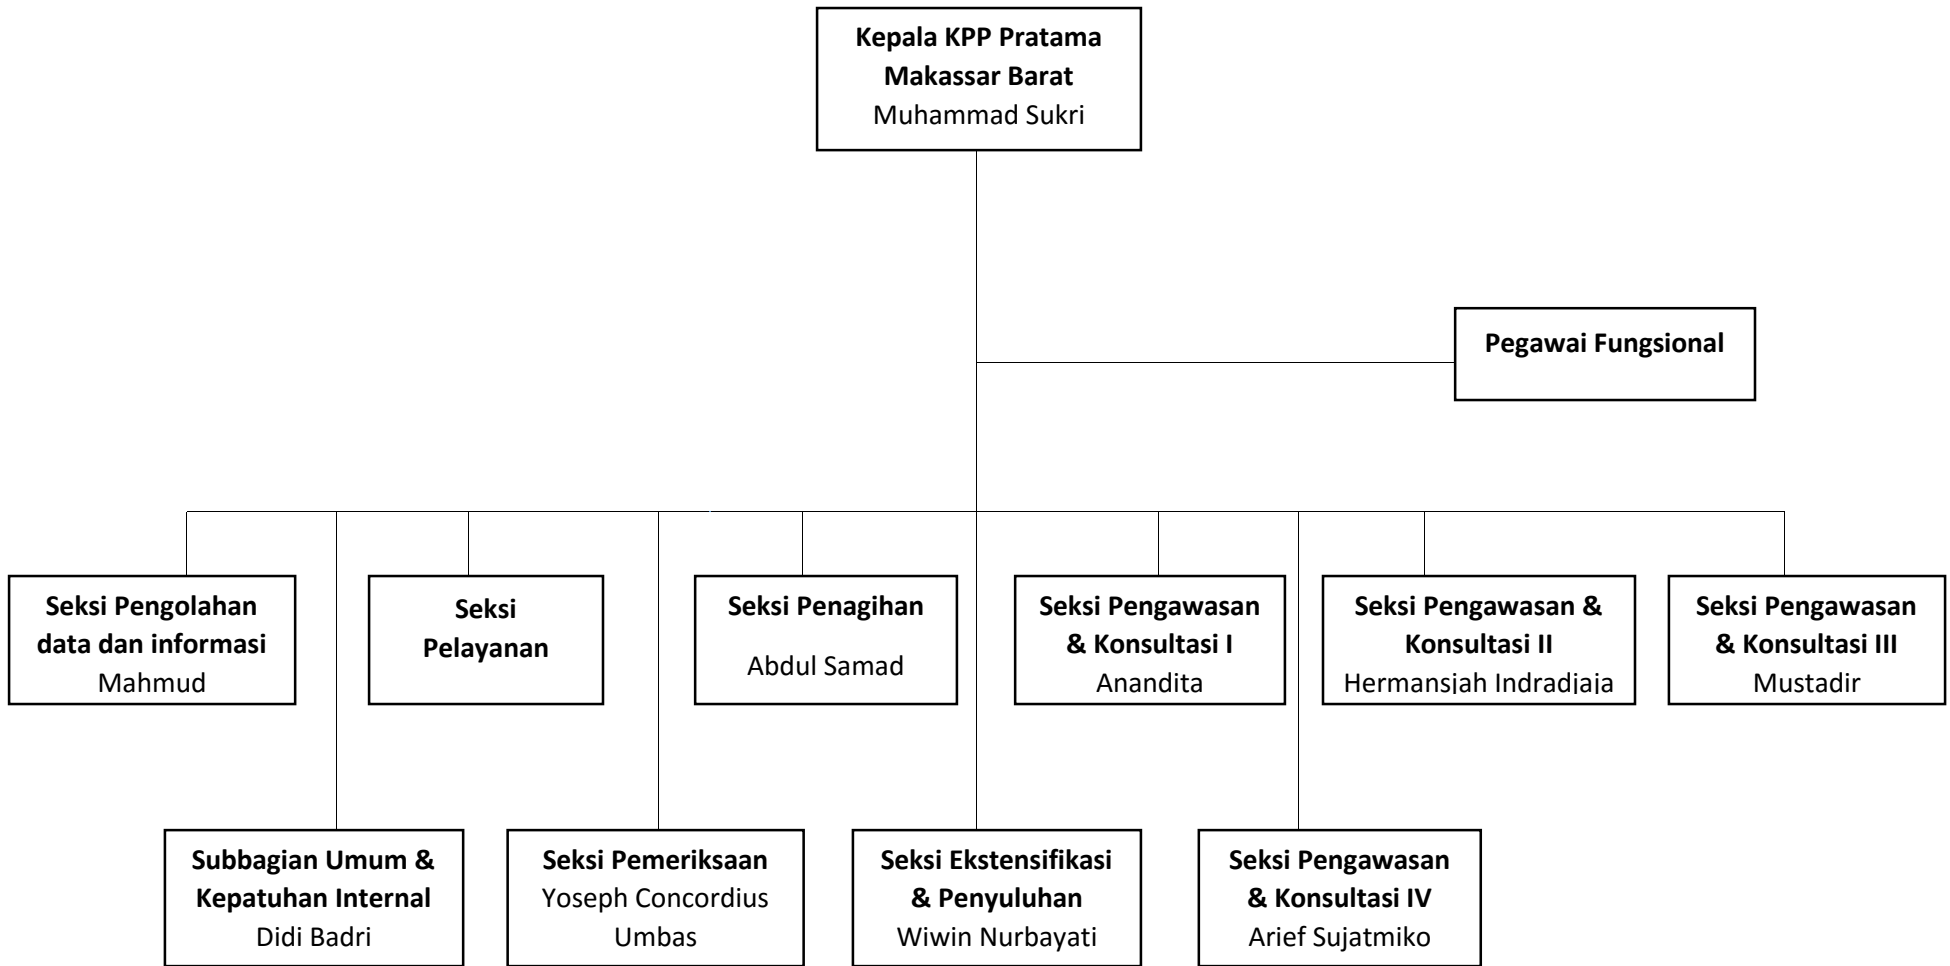 Kepala KPP Pratama
Makassar Barat
Muhammad Sukri
Pegawai Fungsional
Seksi Pengolahan
data dan informasi
Mahmud
Seksi
Pelayanan
Seksi Penagihan
Abdul Samad
Seksi Pengawasan
& Konsultasi I
Anandita
Seksi Pengawasan &
Konsultasi II
Hermansjah Indradjaja
Seksi Pengawasan
& Konsultasi III
Mustadir
Subbagian Umum &
Kepatuhan Internal
Didi Badri
Seksi Pemeriksaan
Yoseph Concordius
Umbas
Seksi Ekstensifikasi
& Penyuluhan
Wiwin Nurbayati
Seksi Pengawasan
& Konsultasi IV
Arief Sujatmiko